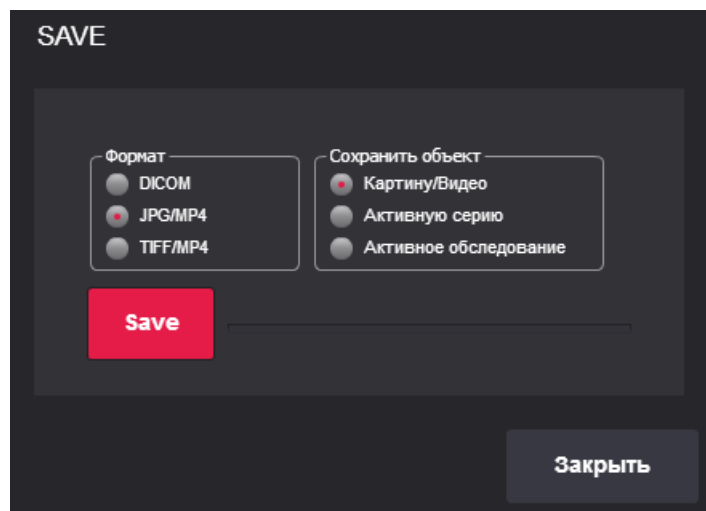 SAVE
Формат
DICOM
JPG/MP4
TIFF/MP4
Сохранить объект
Картину/Видео
Активную серию
Активное обследование
Save
Закрыть